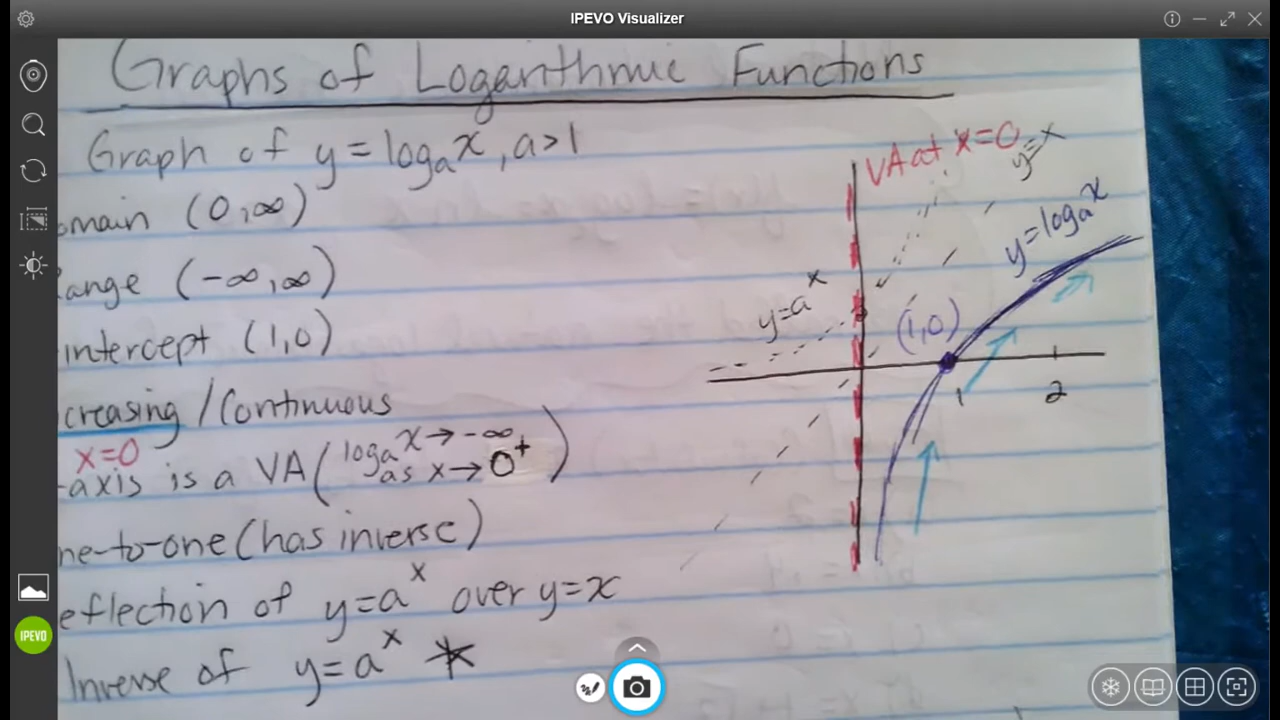 IPEVO Visualizer
Graphs of Logarithmic Functions
Graph of y = logₐx, a>1
omain (0,∞)
ange (-∞,∞)
intercept (1,0)
creasing / Continuous
x=0
-axis is a VA (logₐx → -∞ as x → 0⁺)
ne-to-one (has inverse)
eflection of y=aˣ over y=x
Inverse of y=aˣ *
VA at x=0
y=x
y=logₐx
y=aˣ
(1,0)
1
2
IPEVO